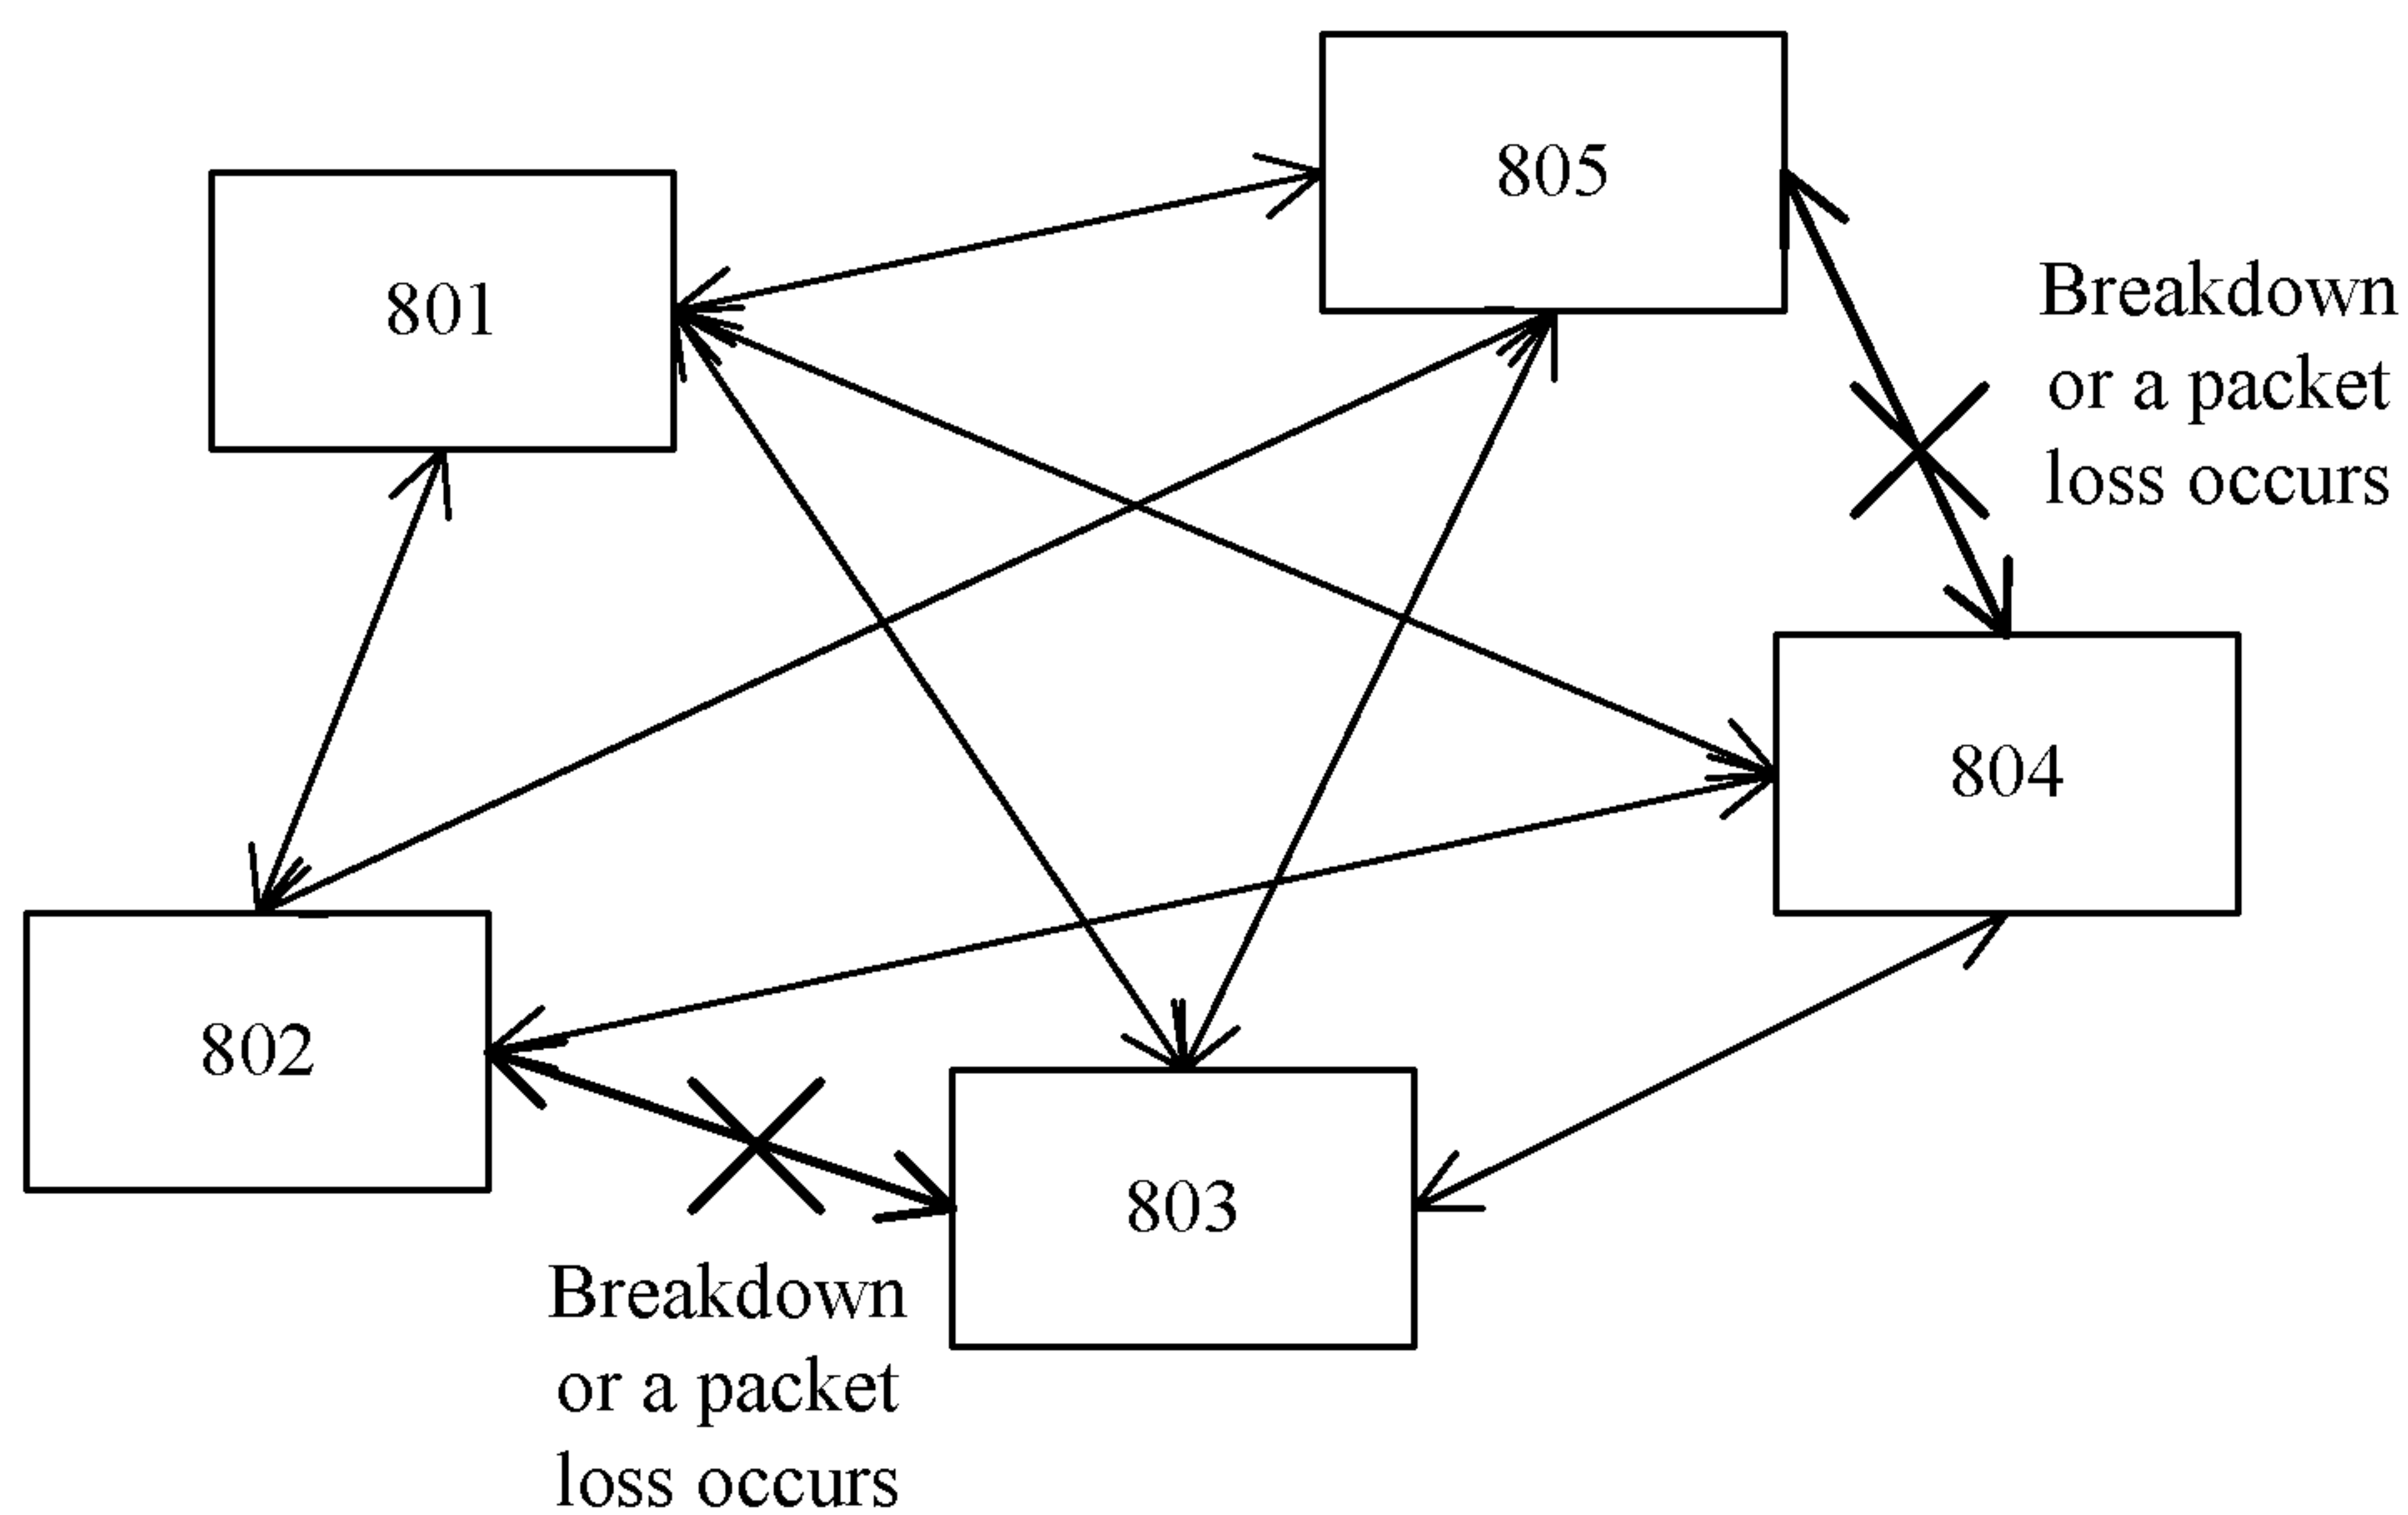 805
801
Breakdown
or a packet
loss occurs
804
802
803
Breakdown
or a packet
loss occurs